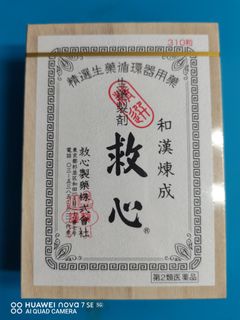 310粒
精選生薬循環器用薬
生薬製剤
和漢煉成
救心
®
救心製薬株式会社
第2類医薬品
HUAWEI nova 7 SE 5G
AI QUAD CAMERA